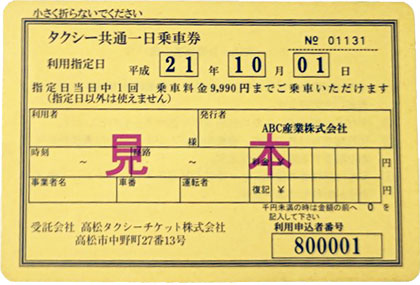 小さく折らないでください
タクシー共通一日乗車券
№ 01131
利用指定日 平成 21 年 10 月 01 日
指定日当日中1回 乗車料金9,990円までご乗車いただけます
(指定日以外は使えません)
利用者 様
発行者 ABC産業株式会社
見本
時刻 ~ 経路 ~ 料金 ¥ 円
事業者名 車番 運転者 復記 ¥ 円
千円未満の時は金額の前へ 0 を
記入して下さい
受託会社 高松タクシーチケット株式会社
高松市中野町27番13号
利用申込者番号
800001